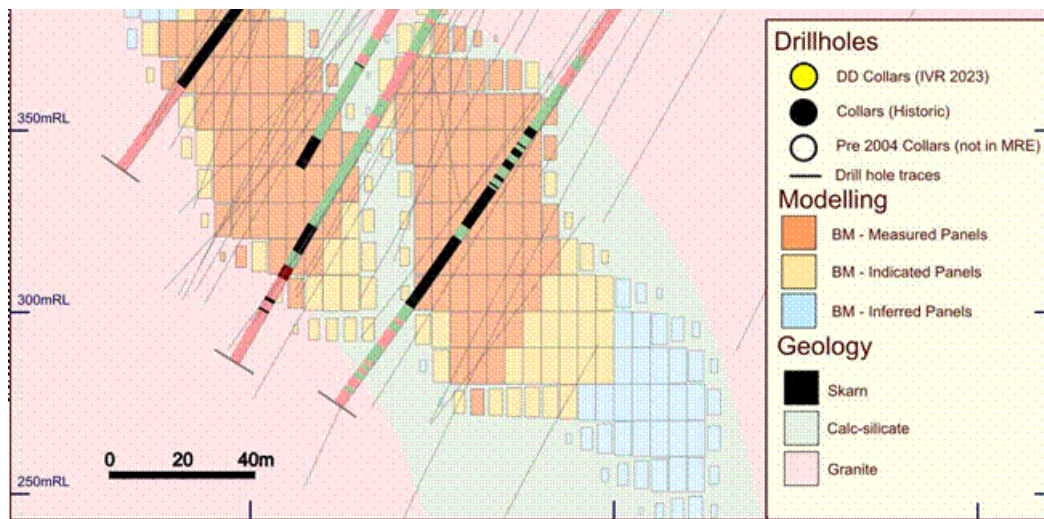 Drillholes
DD Collars (IVR 2023)
Collars (Historic)
Pre 2004 Collars (not in MRE)
Drill hole traces
Modelling
BM - Measured Panels
BM - Indicated Panels
BM - Inferred Panels
Geology
Skarn
Calc-silicate
Granite
350mRL
300mRL
250mRL
0 20 40m